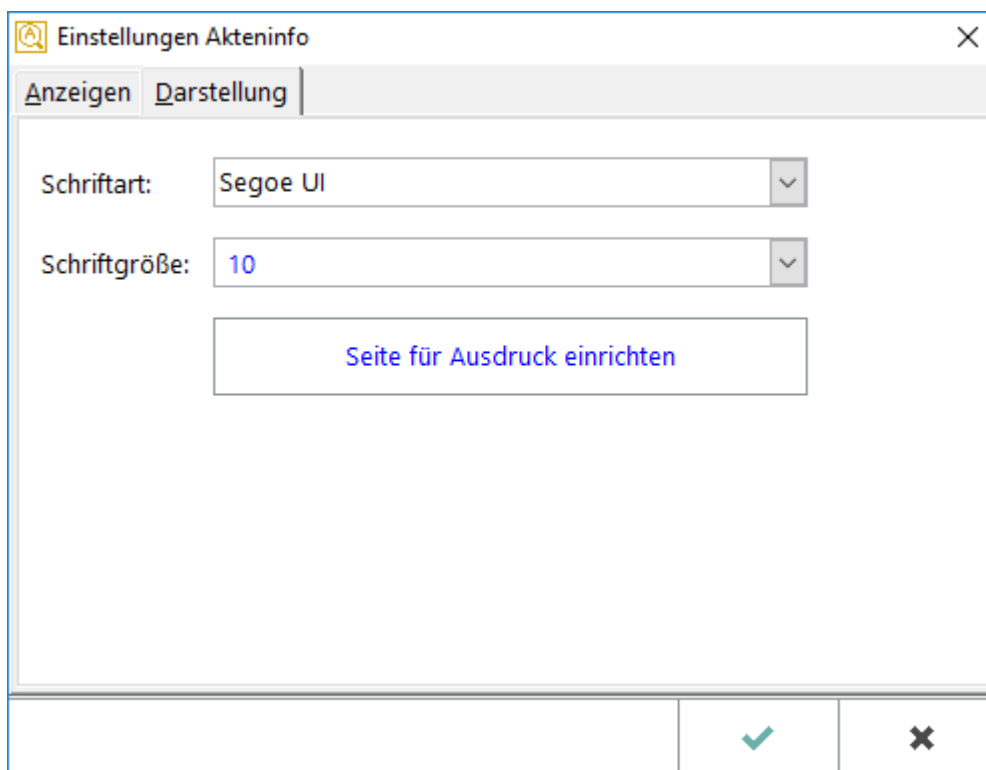 Einstellungen Akteninfo
Anzeigen Darstellung
Schriftart: Segoe UI
Schriftgröße: 10
Seite für Ausdruck einrichten